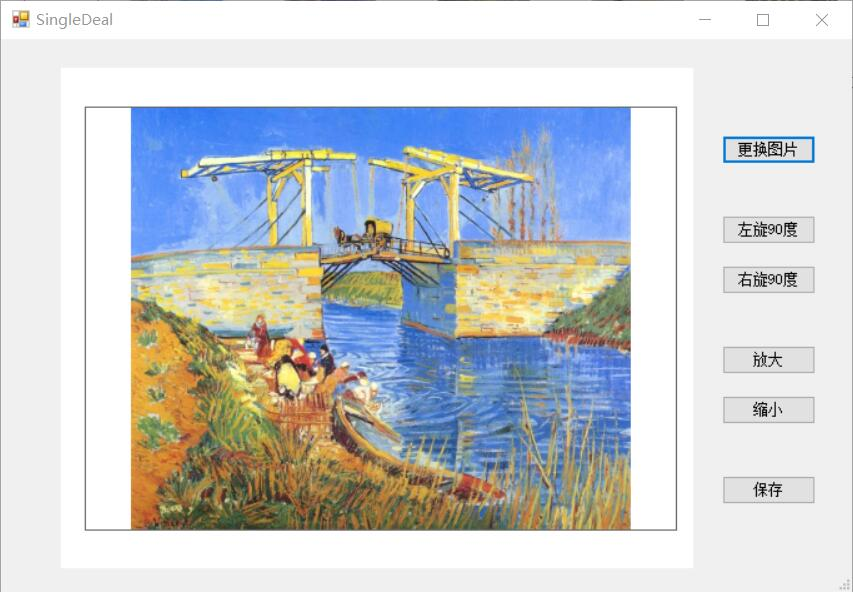 SingleDeal
更换图片
左旋90度
右旋90度
放大
缩小
保存